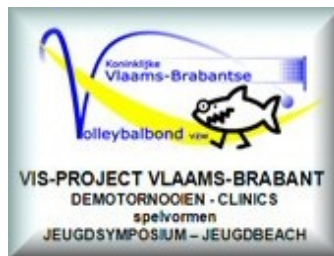 Koninklijke
Vlaams-Brabantse
Volleybalbond vzw
VIS-PROJECT VLAAMS-BRABANT
DEMOTORNOOIEN - CLINICS
spelvormen
JEUGDSYMPOSIUM – JEUGDBEACH